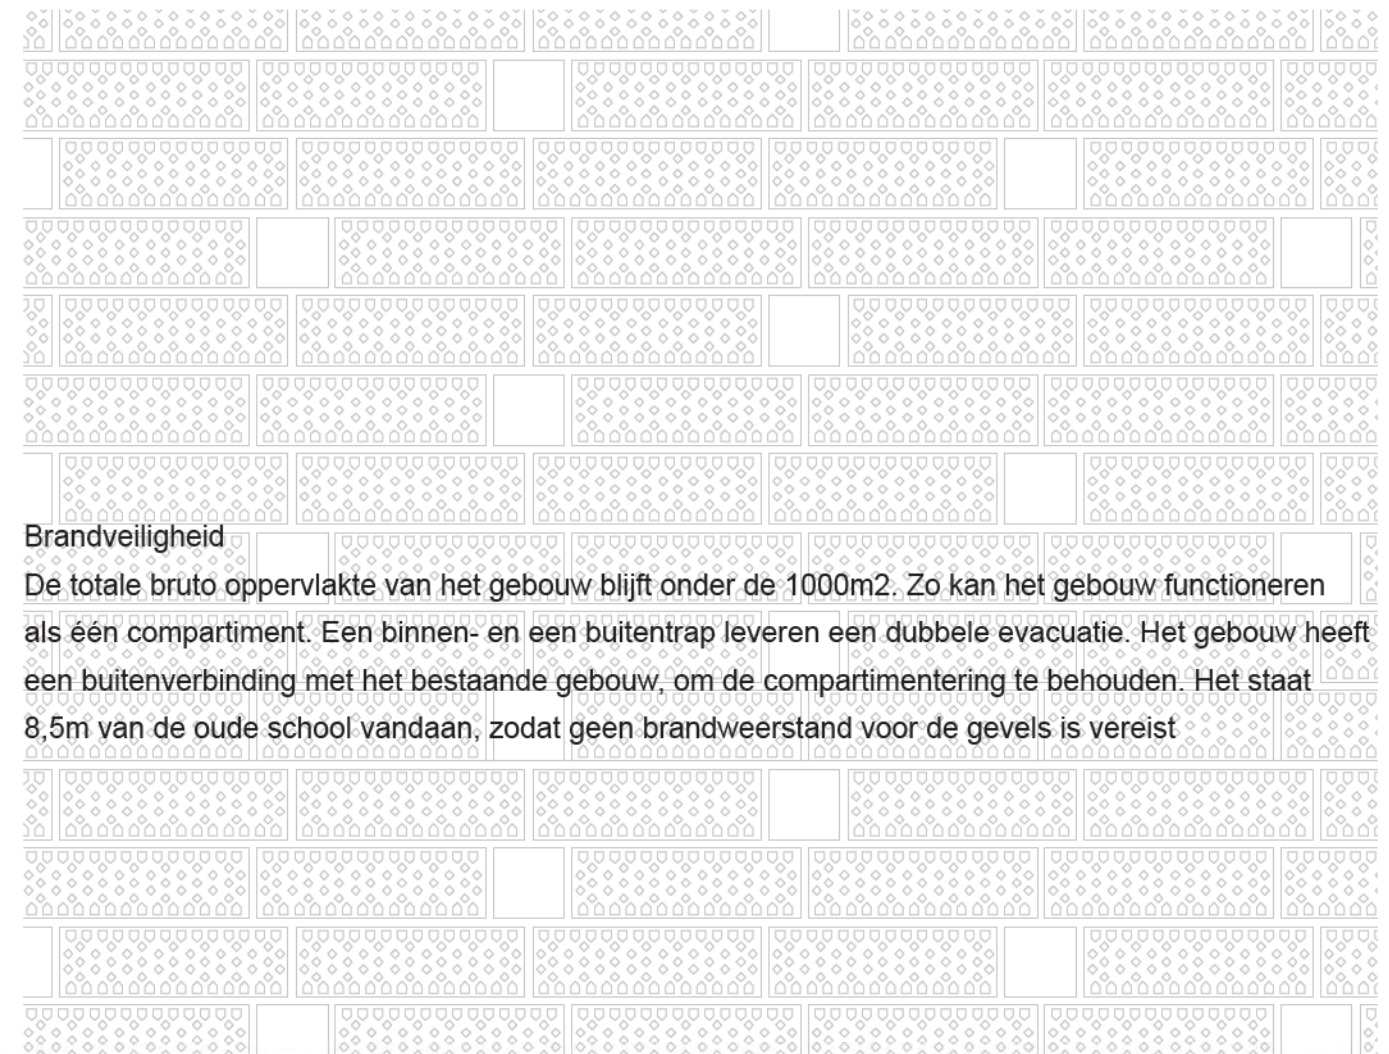 Brandveiligheid
De totale bruto oppervlakte van het gebouw blijft onder de 1000m2. Zo kan het gebouw functioneren
als één compartiment. Een binnen- en een buitentrap leveren een dubbele evacuatie. Het gebouw heeft
een buitenverbinding met het bestaande gebouw, om de compartimentering te behouden. Het staat
8,5m van de oude school vandaan, zodat geen brandweerstand voor de gevels is vereist